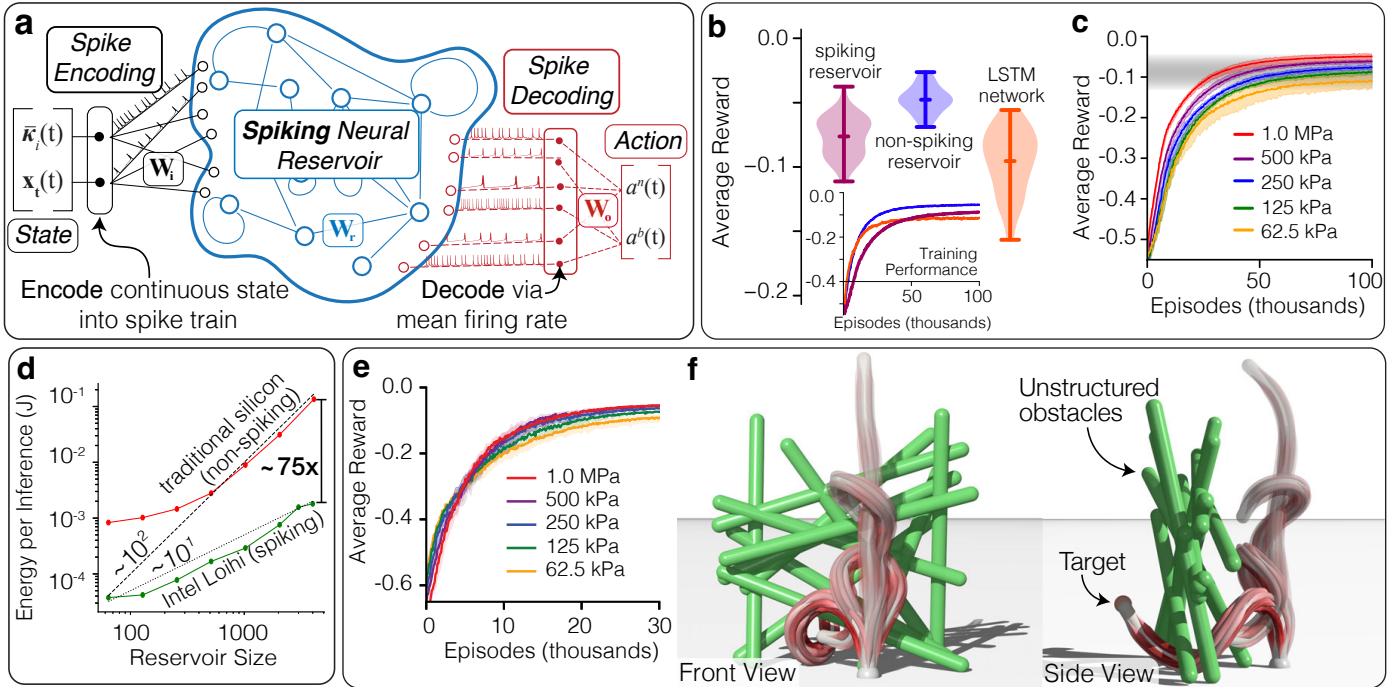 a
Spike
Encoding
κ̄ᵢ(t)
xₜ(t)
Wᵢ
State
Encode continuous state
into spike train
Spiking Neural
Reservoir
Wᵣ
Spike
Decoding
Action
aⁿ(t)
aᵇ(t)
Wₒ
Decode via
mean firing rate
b
Average Reward
0.0
−0.1
−0.2
spiking
reservoir
non-spiking
reservoir
LSTM
network
-0.2
-0.4
Training
Performance
50
100
Episodes (thousands)
c
Average Reward
0.0
-0.1
-0.2
-0.3
-0.4
-0.5
1.0 MPa
500 kPa
250 kPa
125 kPa
62.5 kPa
0
50
100
Episodes (thousands)
d
Energy per Inference (J)
10⁻¹
10⁻²
10⁻³
10⁻⁴
traditional silicon
(non-spiking)
~75x
~10²
~10¹
Intel Loihi (spiking)
100
1000
Reservoir Size
e
Average Reward
0.0
-0.2
-0.4
-0.6
1.0 MPa
500 kPa
250 kPa
125 kPa
62.5 kPa
0
10
20
30
Episodes (thousands)
f
Unstructured
obstacles
Target
Front View
Side View